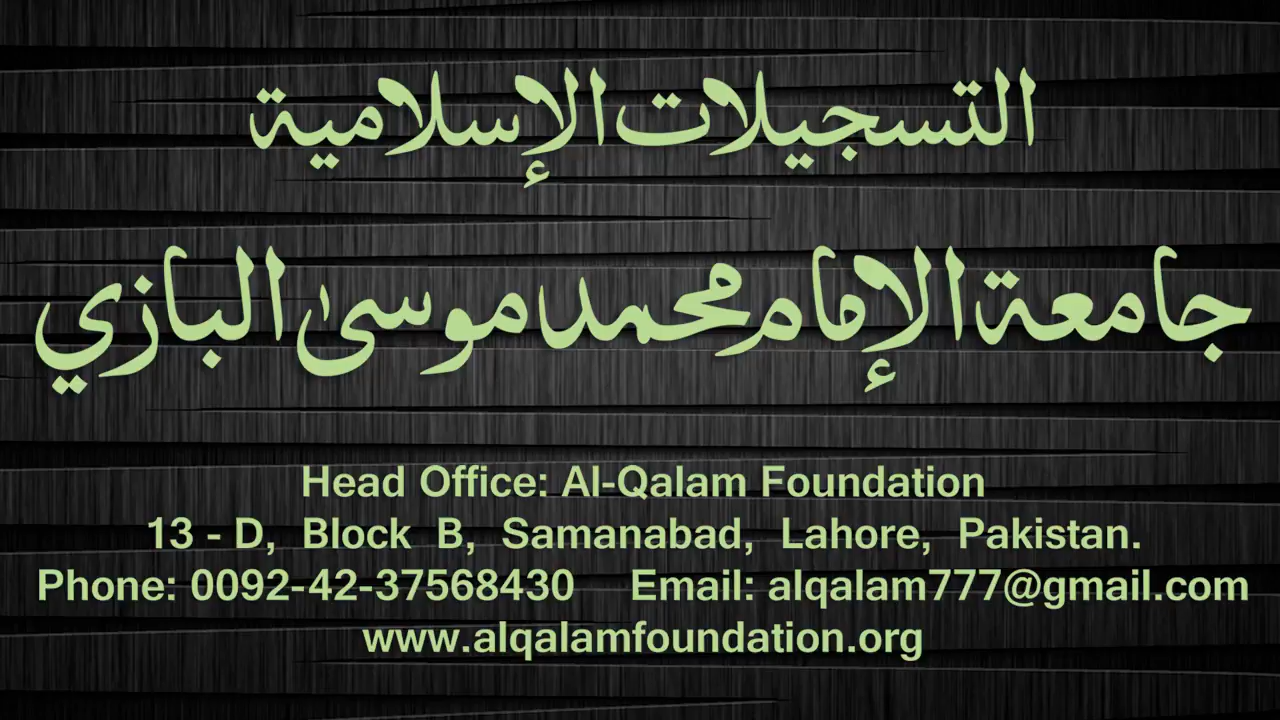 التسجيلات الإسلامية
جامعة الإمام محمد موسىٰ البازي
Head Office: Al-Qalam Foundation
13 - D, Block B, Samanabad, Lahore, Pakistan.
Phone: 0092-42-37568430 Email: alqalam777@gmail.com
www.alqalamfoundation.org